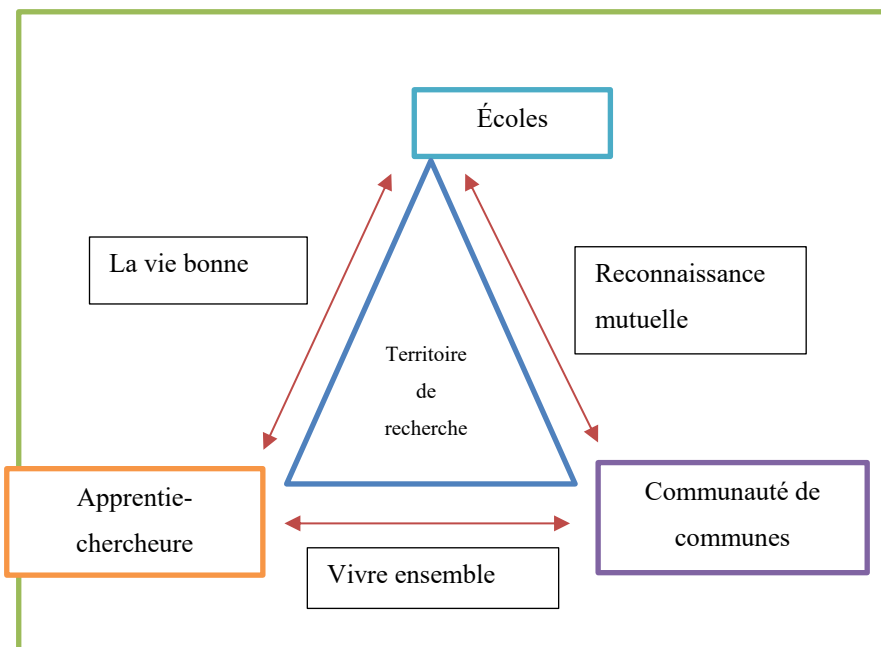 Écoles
La vie bonne
Reconnaissance
mutuelle
Territoire
de
recherche
Apprentie-
chercheure
Communauté de
communes
Vivre ensemble